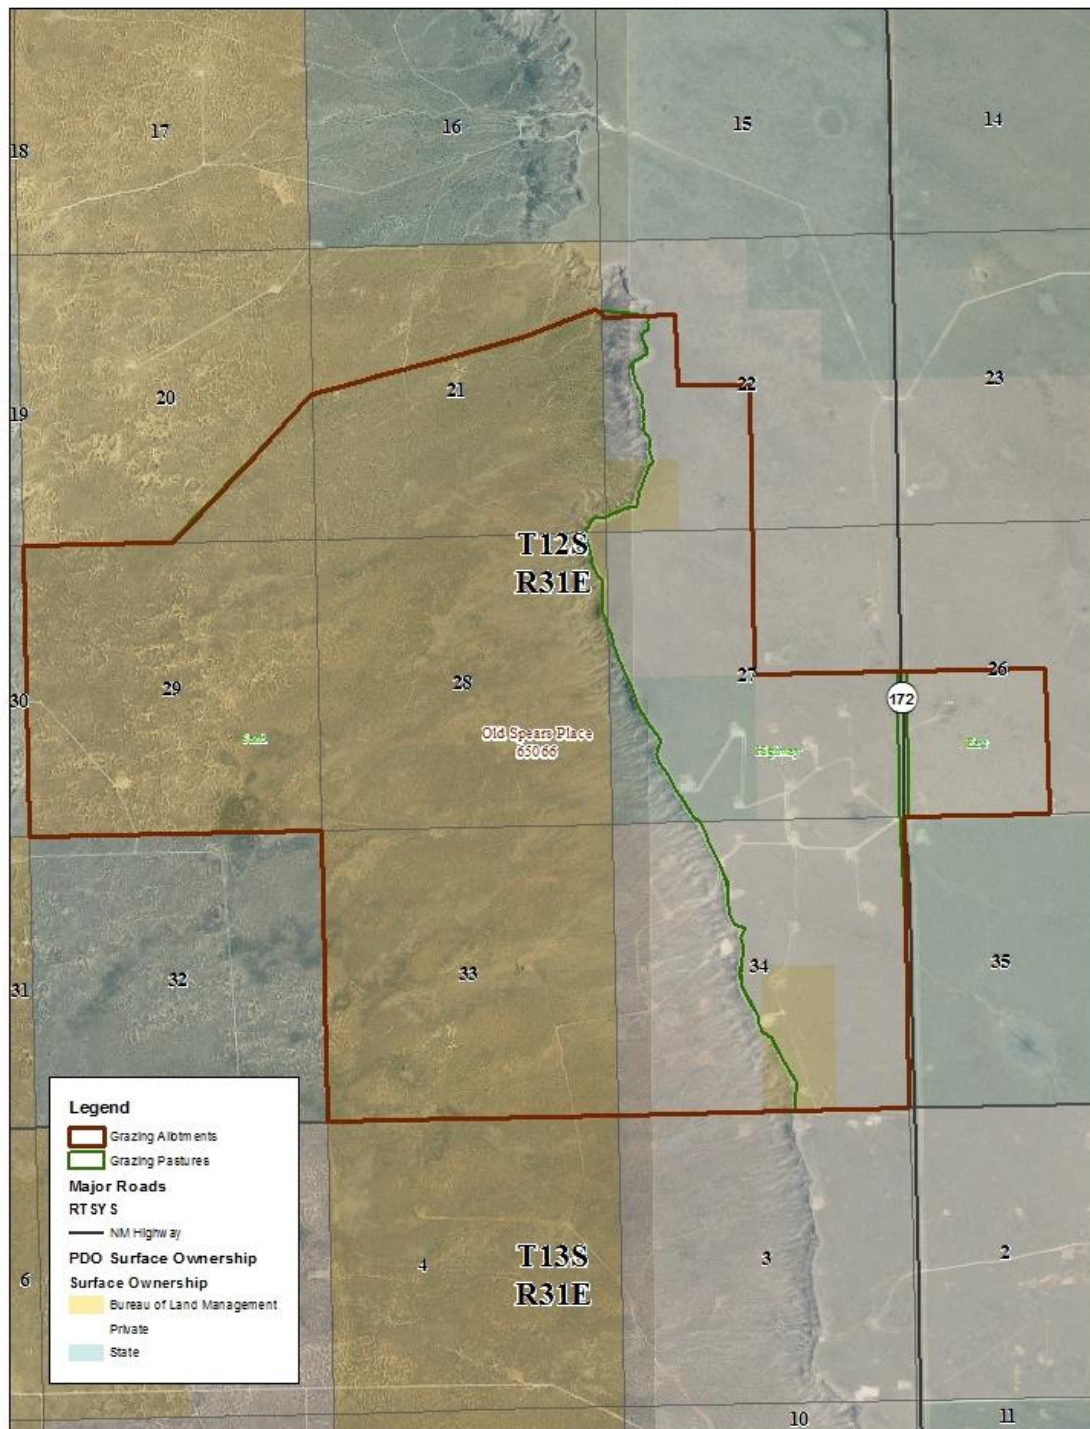 17
16
15
14
18
20
21
22
23
19
T12S
R31E
29
28
27
26
30
172
Old Spears Place
65066
Sand
Highway
East
32
33
34
35
31
Legend
Grazing Allotments
Grazing Pastures
Major Roads
RTSYS
NM Highway
PDO Surface Ownership
Surface Ownership
Bureau of Land Management
Private
State
6
4
T13S
R31E
3
2
10
11